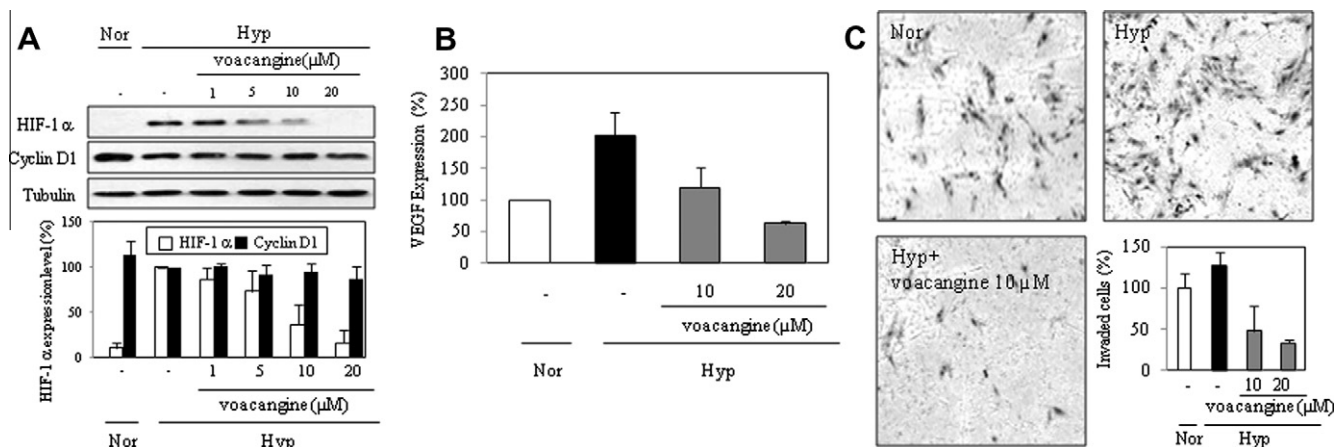 A
Nor
Hyp
voacangine(µM)
- - 1 5 10 20
HIF-1 α
Cyclin D1
Tubulin
HIF-1 α expression level (%)
150
100
50
0
HIF-1 α
Cyclin D1
- - 1 5 10 20
voacangine (µM)
Nor
Hyp
B
VEGF Expression (%)
300
250
200
150
100
50
0
- - 10 20
voacangine (µM)
Nor
Hyp
C
Nor
Hyp
Hyp+
voacangine 10 µM
Invaded cells (%)
150
100
50
0
- - 10 20
voacangine (µM)
Nor
Hyp